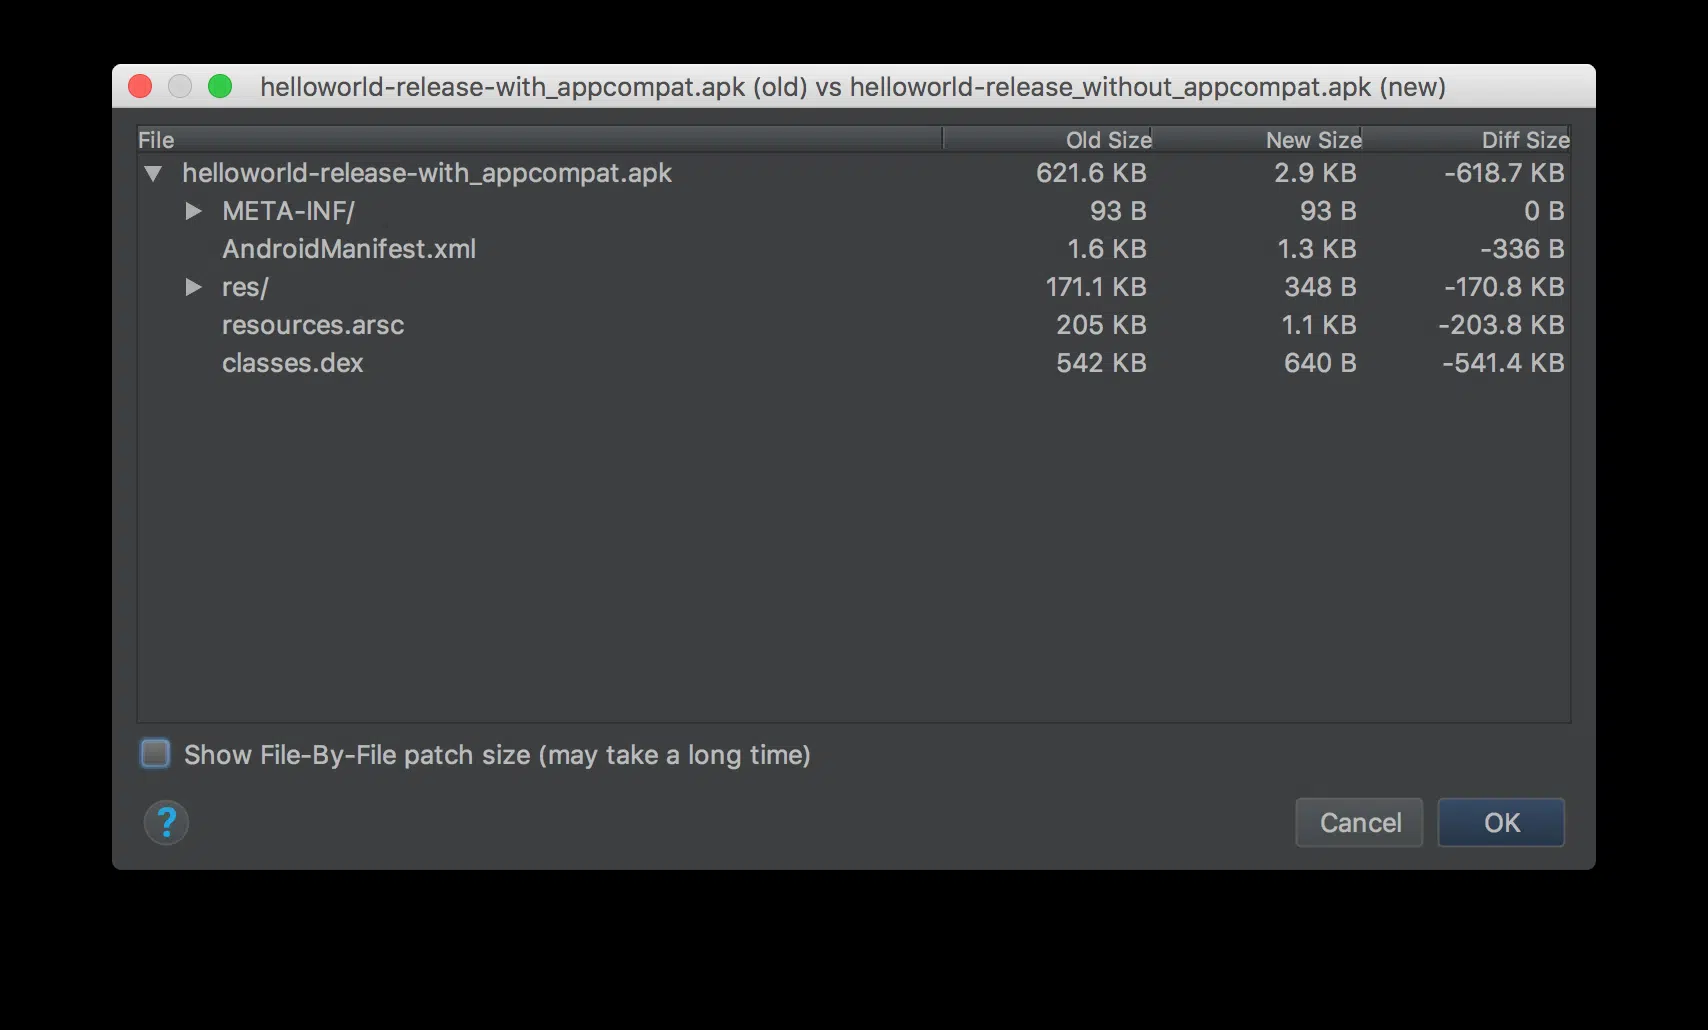 helloworld-release-with_appcompat.apk (old) vs helloworld-release_without_appcompat.apk (new)
File Old Size New Size Diff Size
helloworld-release-with_appcompat.apk 621.6 KB 2.9 KB -618.7 KB
META-INF/ 93 B 93 B 0 B
AndroidManifest.xml 1.6 KB 1.3 KB -336 B
res/ 171.1 KB 348 B -170.8 KB
resources.arsc 205 KB 1.1 KB -203.8 KB
classes.dex 542 KB 640 B -541.4 KB
Show File-By-File patch size (may take a long time)
? Cancel OK